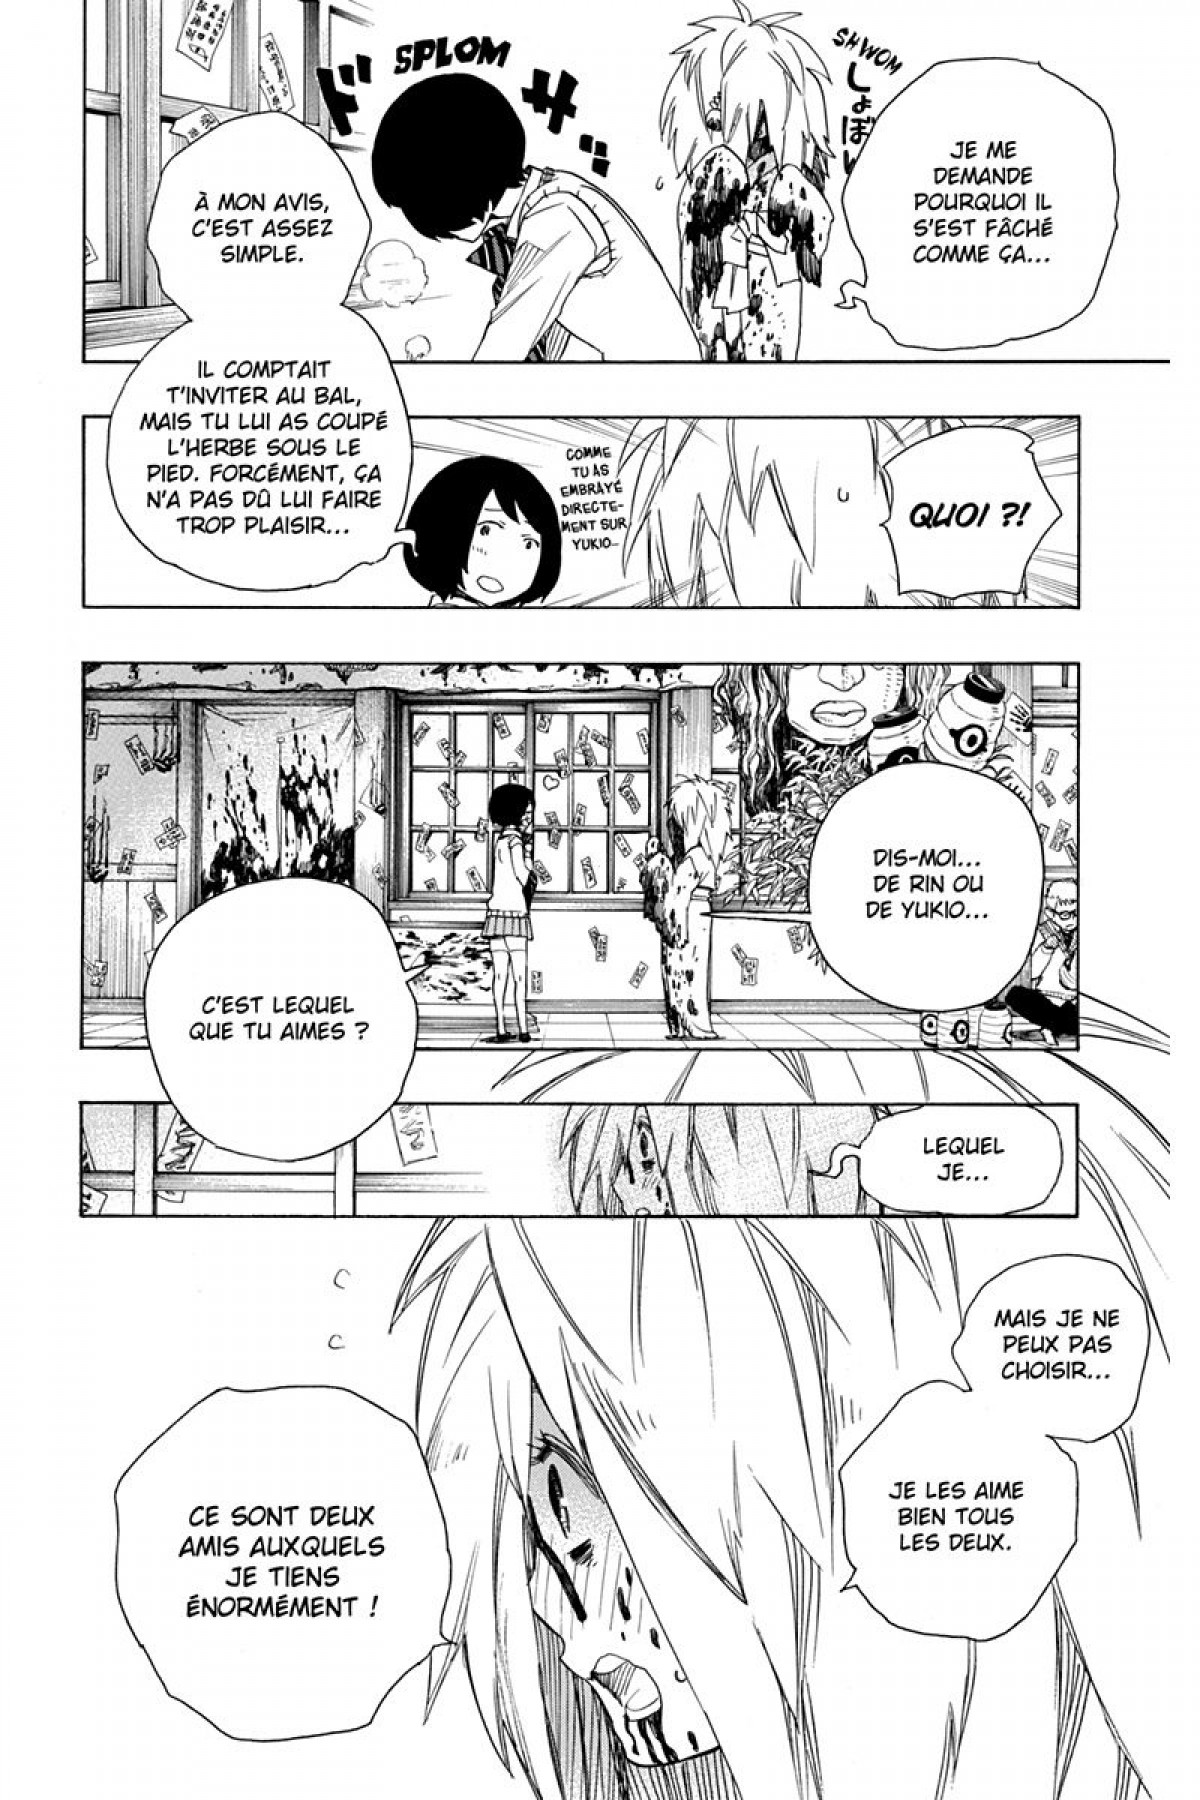 SHWOM
しょぼん
JE ME
DEMANDE
POURQUOI IL
S'EST FÂCHÉ
COMME ÇA...
SPLOM
ドサッ
À MON AVIS,
C'EST ASSEZ
SIMPLE.
IL COMPTAIT
T'INVITER AU BAL,
MAIS TU LUI AS COUPÉ
L'HERBE SOUS LE
PIED. FORCÉMENT, ÇA
N'A PAS DÛ LUI FAIRE
TROP PLAISIR...
QUOI ?!
COMME
TU AS
EMBRAYÉ
DIRECTE-
MENT SUR
YUKIO...
DIS-MOI...
DE RIN OU
DE YUKIO...
C'EST LEQUEL
QUE TU AIMES ?
LEQUEL
JE...
MAIS JE NE
PEUX PAS
CHOISIR...
JE LES AIME
BIEN TOUS
LES DEUX.
CE SONT DEUX
AMIS AUXQUELS
JE TIENS
ÉNORMÉMENT !